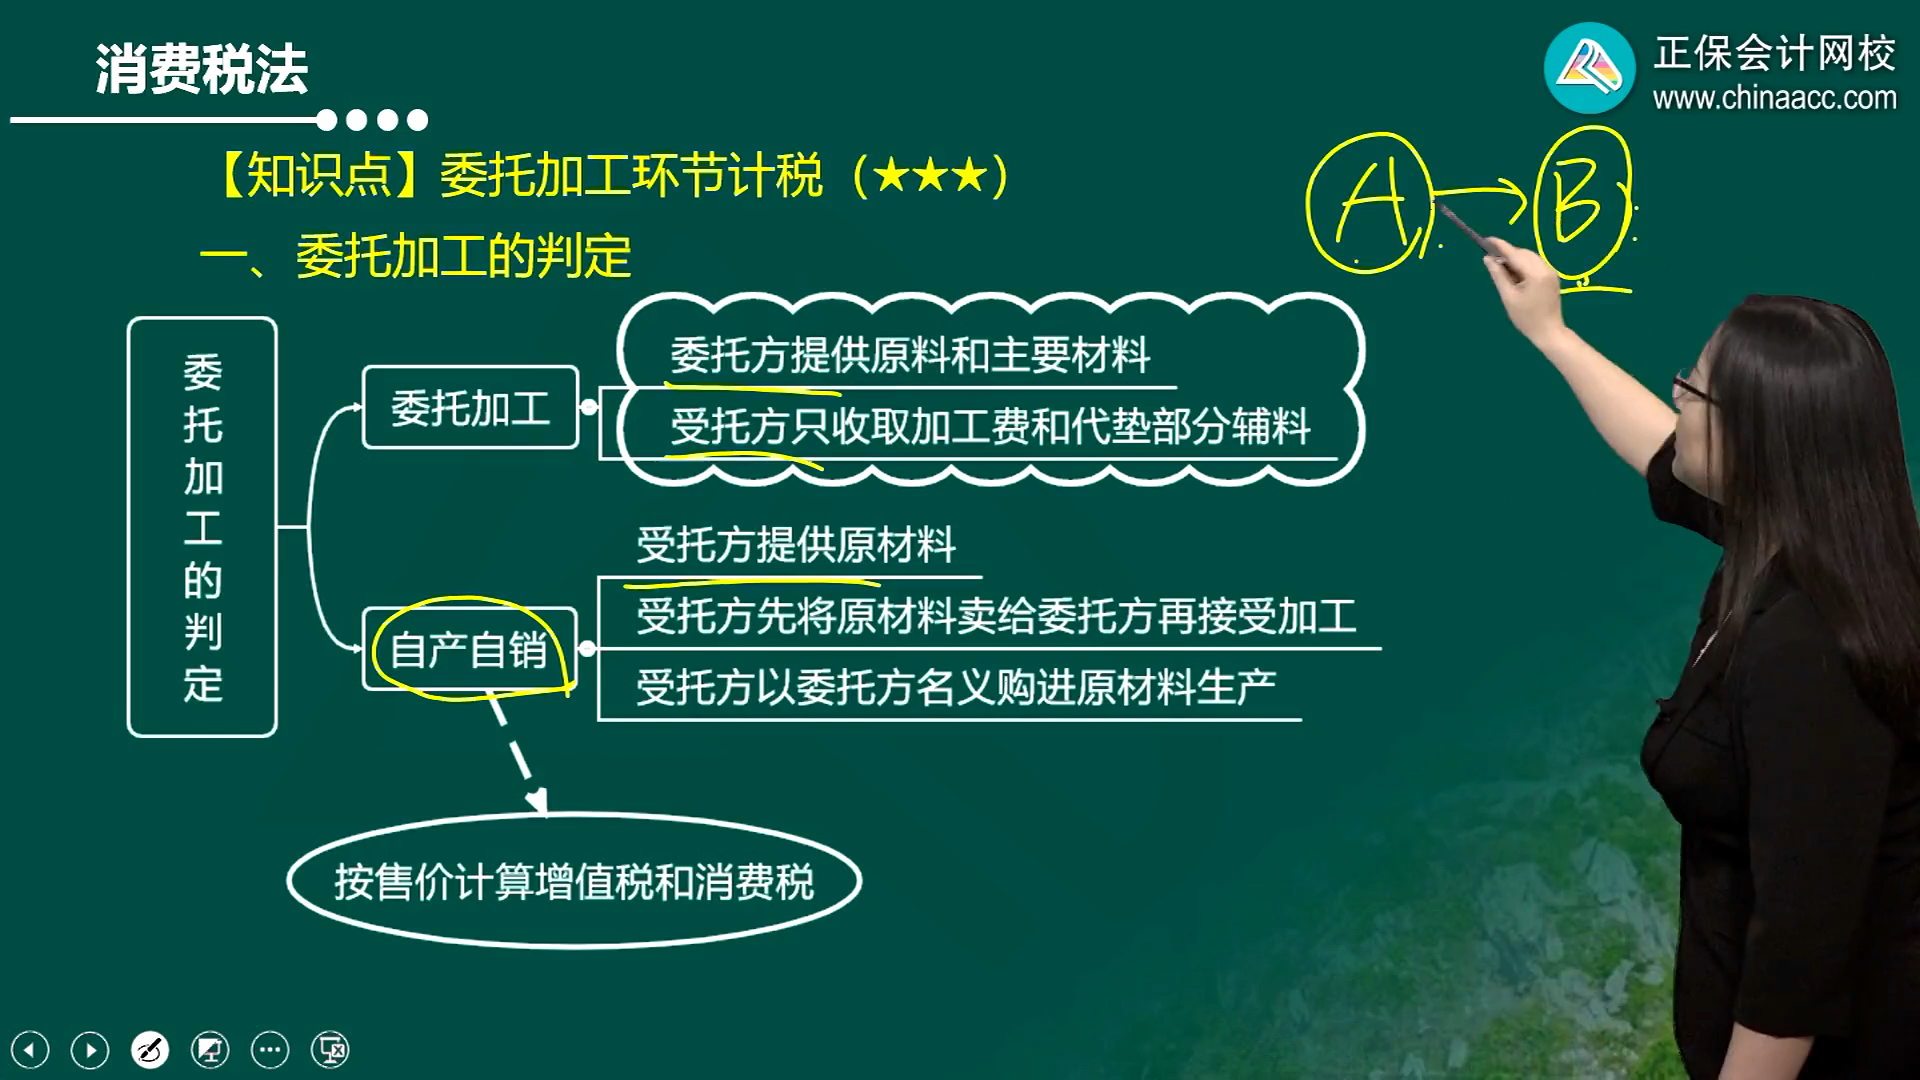 消费税法
正保会计网校
www.chinaacc.com
【知识点】委托加工环节计税（★★★）
A
B
一、委托加工的判定
委托加工的判定
委托加工
委托方提供原料和主要材料
受托方只收取加工费和代垫部分辅料
自产自销
受托方提供原材料
受托方先将原材料卖给委托方再接受加工
受托方以委托方名义购进原材料生产
按售价计算增值税和消费税